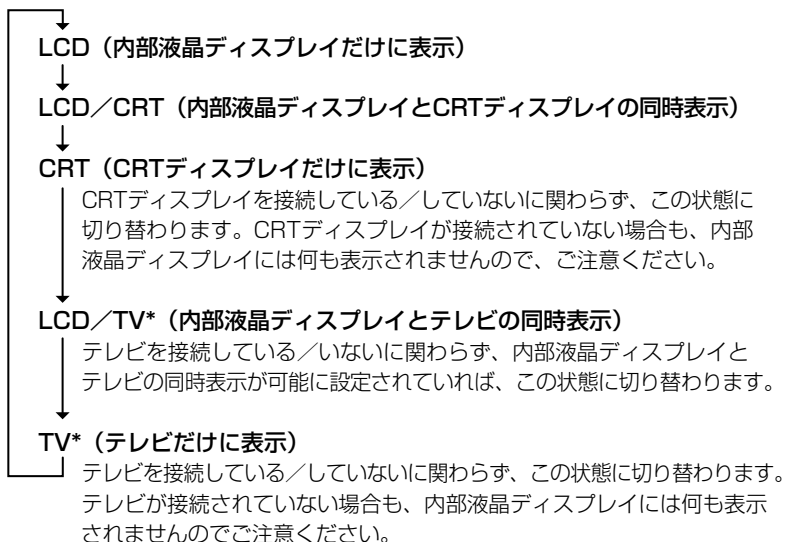 LCD（内部液晶ディスプレイだけに表示）
LCD／CRT（内部液晶ディスプレイとCRTディスプレイの同時表示）
CRT（CRTディスプレイだけに表示）
CRTディスプレイを接続している／していないに関わらず、この状態に
切り替わります。CRTディスプレイが接続されていない場合も、内部
液晶ディスプレイには何も表示されませんので、ご注意ください。
LCD／TV*（内部液晶ディスプレイとテレビの同時表示）
テレビを接続している／いないに関わらず、内部液晶ディスプレイと
テレビの同時表示が可能に設定されていれば、この状態に切り替わります。
TV*（テレビだけに表示）
テレビを接続している／していないに関わらず、この状態に切り替わります。
テレビが接続されていない場合も、内部液晶ディスプレイには何も表示
されませんのでご注意ください。